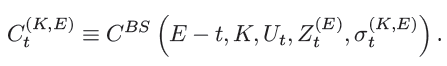 $C_t^{(K,E)} \equiv C^{BS}\left(E-t, K, U_t, Z_t^{(E)}, \sigma_t^{(K,E)}\right).$